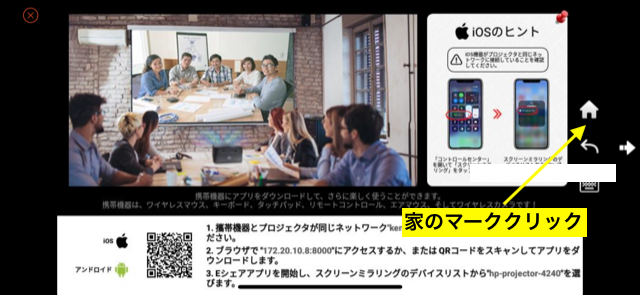 iOSのヒント
iOS機器がプロジェクタと同じネッ
トワークに接続していることを確認
してください。
「コントロールセンター」
を開いて「スクリ
ーリング」をタッ
スクリーンミラリングのデ
携帯機器にアプリをダウンロードして、さらに楽しく使うことができます。
携帯機器は、ワイヤレスマウス、キーボード、タッチパッド、リモートコントロール、エアマウス、そしてワイヤレスカメラです！
家のマーククリック
iOS
アンドロイド
1. 携帯機器とプロジェクタが同じネットワーク"ke
ださい。
2. ブラウザで "172.20.10.8:8000"にアクセスするか、または QRコードをスキャンしてアプリをダ
ウンロードします。
3. Eシェアアプリを開始し、スクリーンミラリングのデバイスリストから"hp-projector-4240"を選
びます。